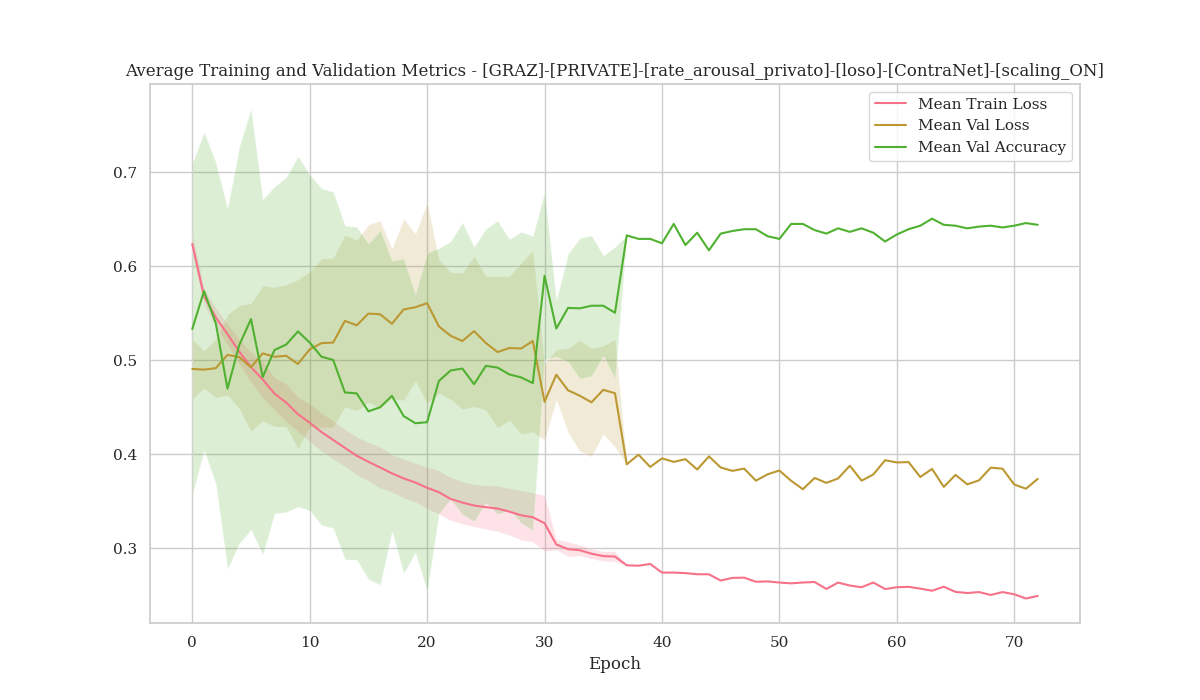 Average Training and Validation Metrics - [GRAZ]-[PRIVATE]-[rate_arousal_privato]-[loso]-[ContraNet]-[scaling_ON]
Mean Train Loss
Mean Val Loss
Mean Val Accuracy
0.7
0.6
0.5
0.4
0.3
0 10 20 30 40 50 60 70
Epoch